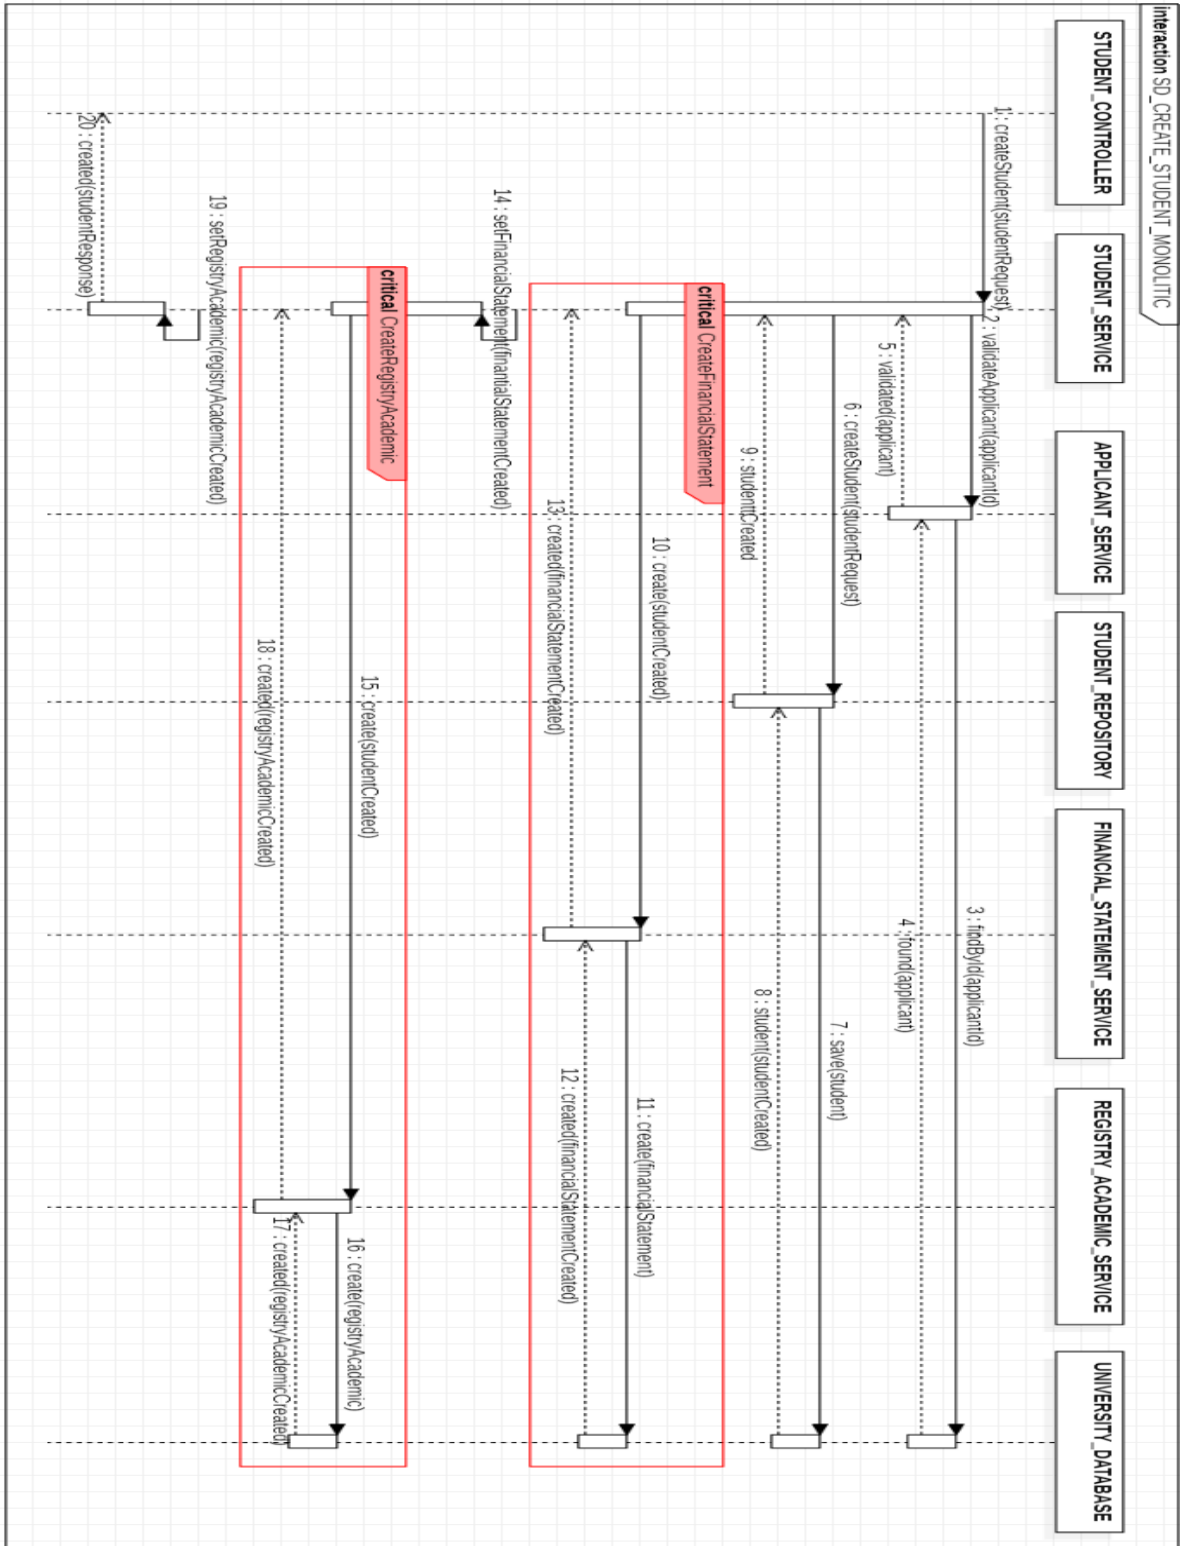 interaction SD_CREATE_STUDENT_MONOLITIC
STUDENT_CONTROLLER
STUDENT_SERVICE
APPLICANT_SERVICE
STUDENT_REPOSITORY
FINANCIAL_STATEMENT_SERVICE
REGISTRY_ACADEMIC_SERVICE
UNIVERSITY_DATABASE
1 : createStudent(studentRequest)
2 : validateApplicant(applicantId)
3 : findById(applicantId)
4 : found(applicant)
5 : validated(applicant)
6 : createStudent(studentRequest)
7 : save(student)
8 : student(studentCreated)
9 : studenttCreated
critical CreateFinancialStatement
10 : create(studentCreated)
11 : create(financialStatement)
12 : created(financialStatementCreated)
13 : created(financialStatementCreated)
14 : setFinancialStatement(finantialStatementCreated)
critical CreateRegistryAcademic
15 : create(studentCreated)
16 : create(registryAcademic)
17 : created(registryAcademicCreated)
18 : created(registryAcademicCreated)
19 : setRegistryAcademic(registryAcademicCreated)
20 : created(studentResponse)